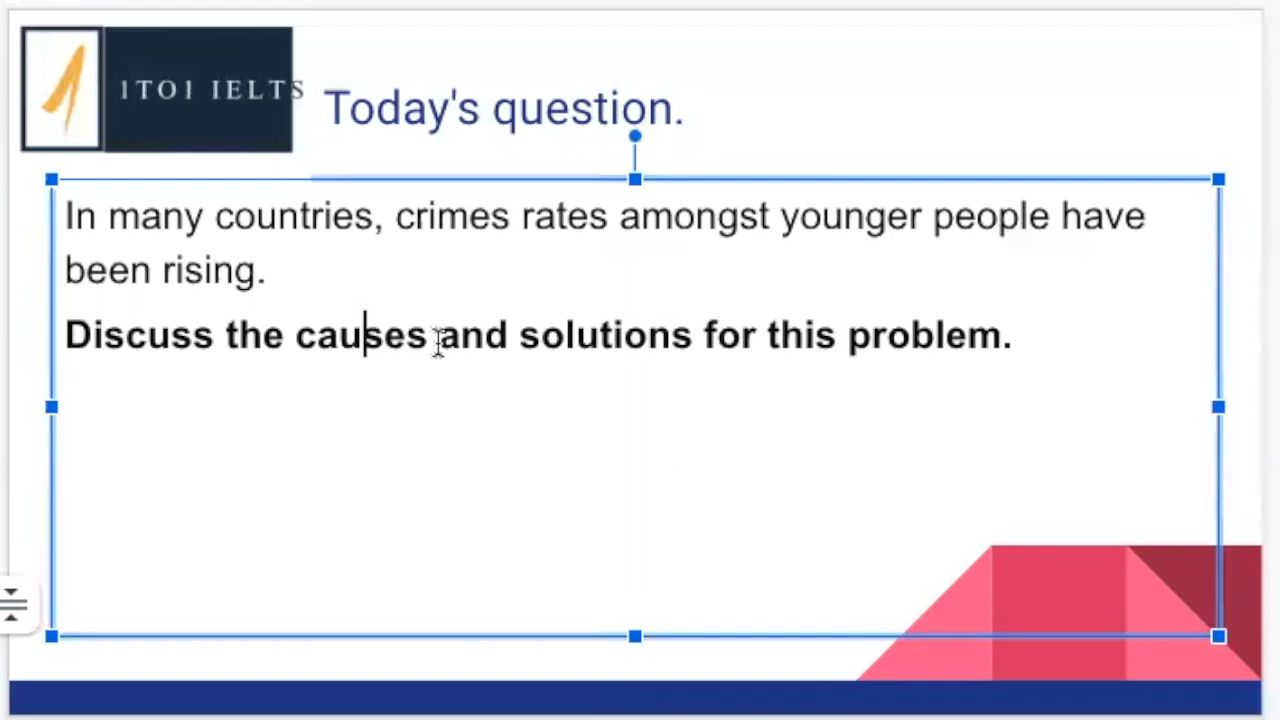 1TO1 IELTS
Today's question.
In many countries, crimes rates amongst younger people have
been rising.
Discuss the causes and solutions for this problem.